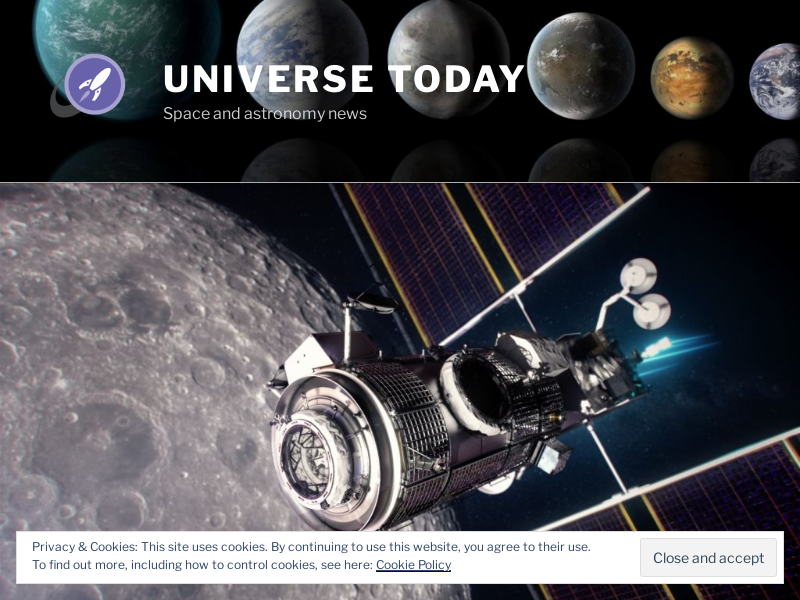 UNIVERSE TODAY
Space and astronomy news
Privacy & Cookies: This site uses cookies. By continuing to use this website, you agree to their use.
To find out more, including how to control cookies, see here: Cookie Policy
Close and accept